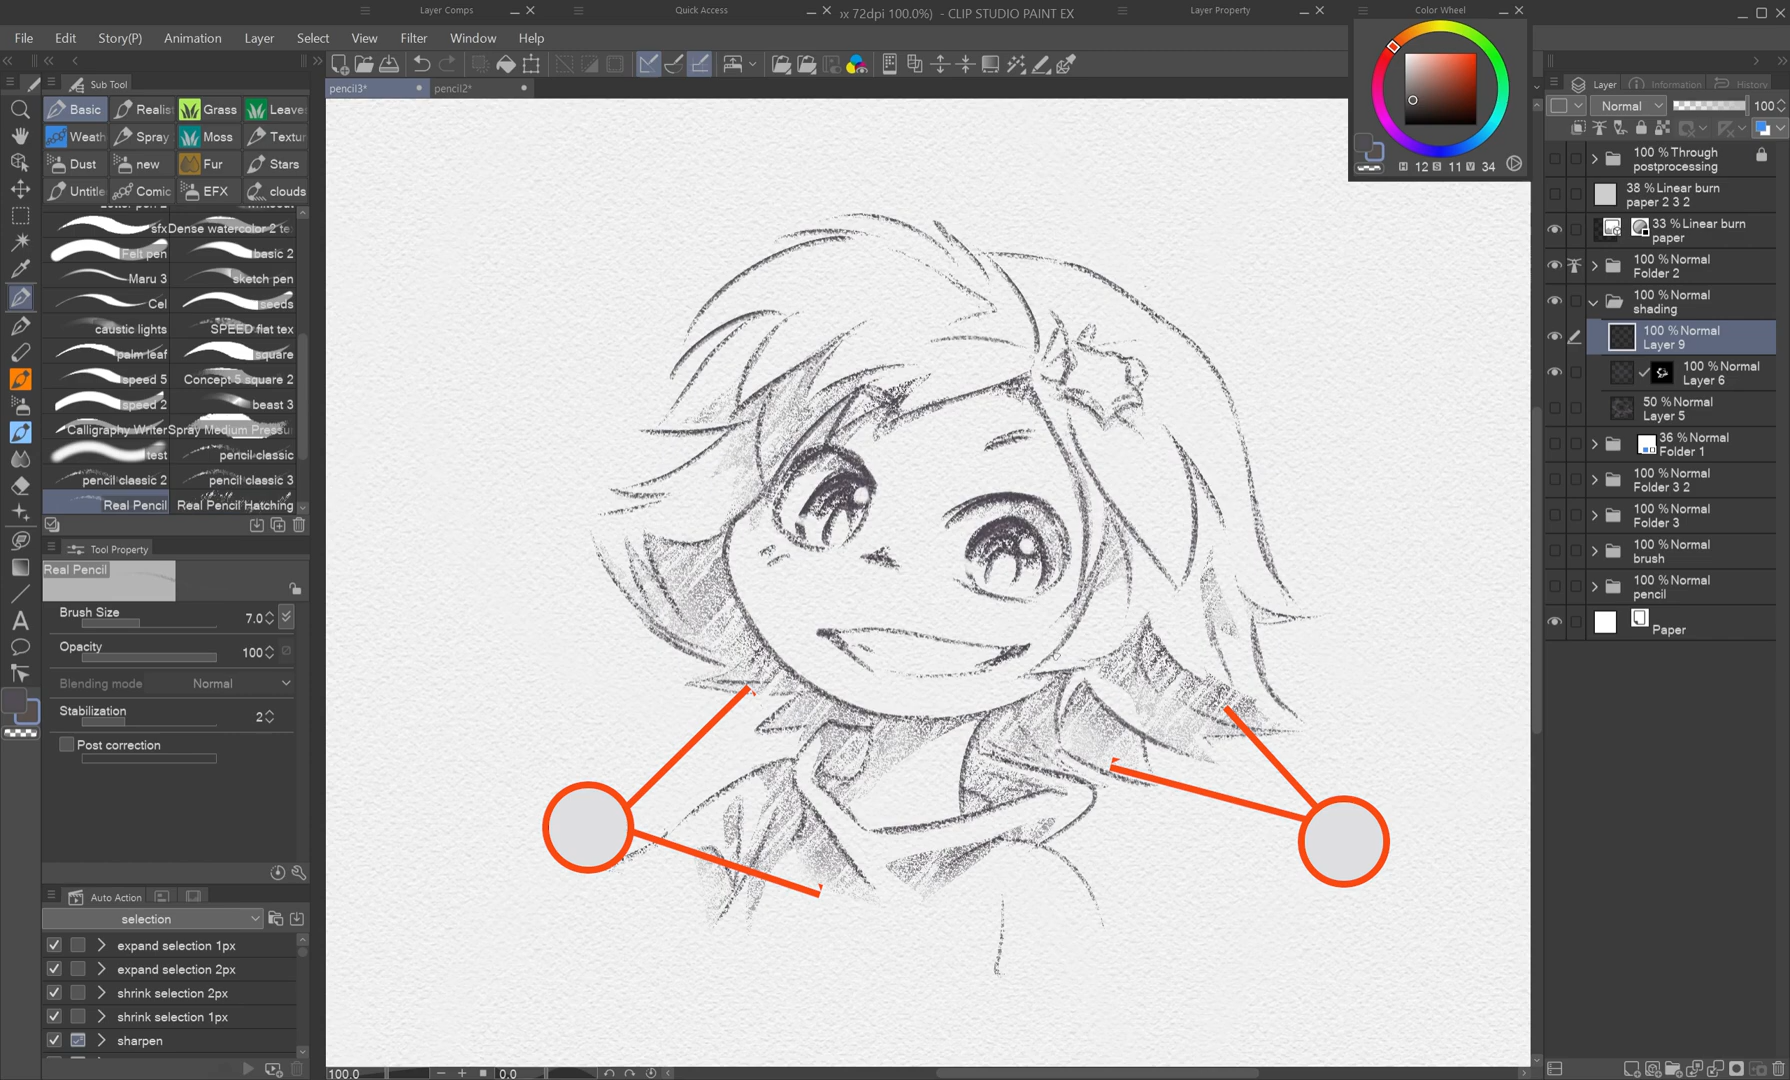 Layer Comps
Quick Access
px 72dpi 100.0%) - CLIP STUDIO PAINT EX
Layer Property
Color Wheel
File Edit Story(P) Animation Layer Select View Filter Window Help
Sub Tool
pencil3*
pencil2*
Basic
Realis
Grass
Leave
Weath
Spray
Moss
Textur
Dust
new
Fur
Stars
Untitle
Comic
EFX
clouds
sfx
Dense watercolor 2 te
Felt pen
basic 2
Maru 3
sketch pen
Cel
seeds
caustic lights
SPEED flat tex
palm leaf
square
speed 5
Concept 5 square 2
speed 2
beast 3
Calligraphy Writer
Spray Medium Pressu
test
pencil classic
pencil classic 2
pencil classic 3
Real Pencil
Real Pencil Hatching
Tool Property
Real Pencil
Brush Size 7.0
Opacity 100
Blending mode Normal
Stabilization 2
Post correction
Auto Action
selection
expand selection 1px
expand selection 2px
shrink selection 2px
shrink selection 1px
sharpen
100.0
0.0
H 12 S 11 V 34
Layer
Information
History
Normal 100
100 % Through
postprocessing
38 % Linear burn
paper 2 3 2
33 % Linear burn
paper
100 % Normal
Folder 2
100 % Normal
shading
100 % Normal
Layer 9
100 % Normal
Layer 6
50 % Normal
Layer 5
36 % Normal
Folder 1
100 % Normal
Folder 3 2
100 % Normal
Folder 3
100 % Normal
brush
100 % Normal
pencil
Paper